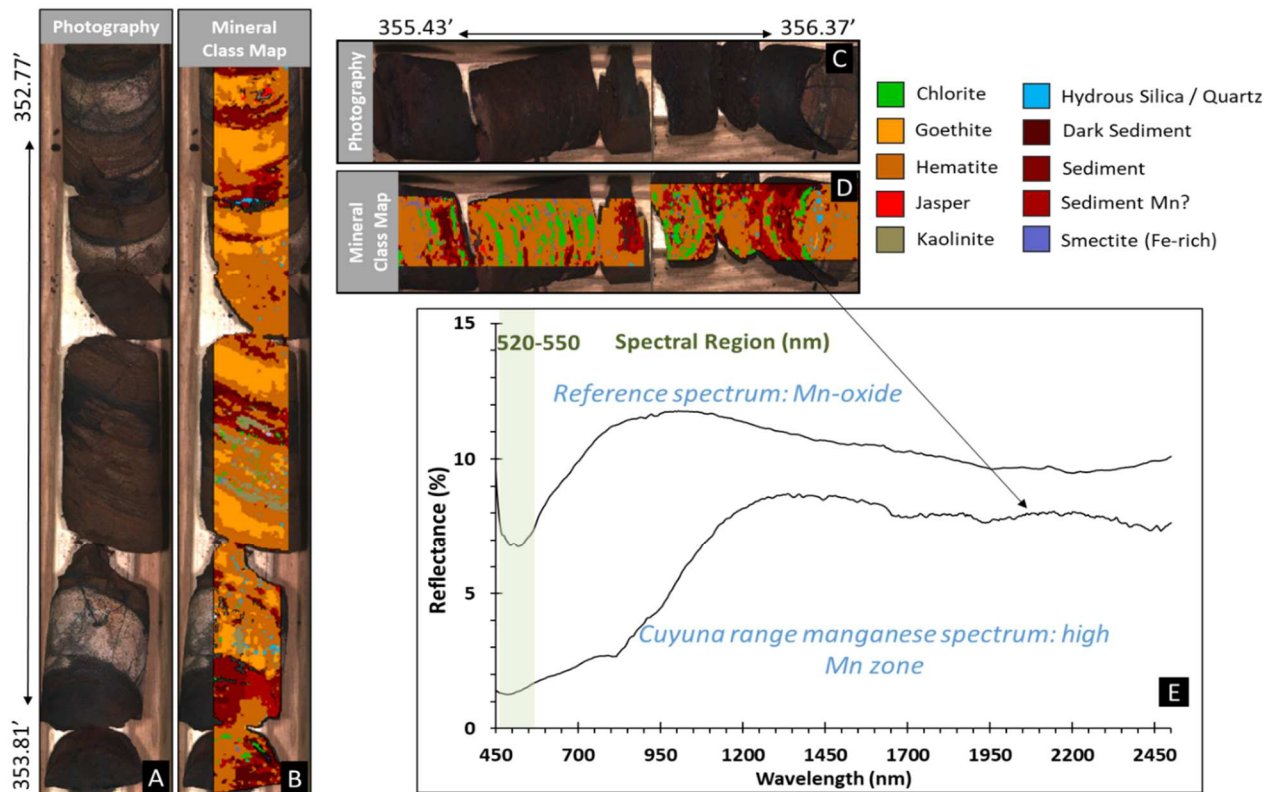 Photography
Mineral
Class Map
352.77’
353.81’
A
B
355.43’
356.37’
Photography
C
Mineral
Class Map
D
Chlorite
Goethite
Hematite
Jasper
Kaolinite
Hydrous Silica / Quartz
Dark Sediment
Sediment
Sediment Mn?
Smectite (Fe-rich)
520-550 Spectral Region (nm)
Reference spectrum: Mn-oxide
Cuyuna range manganese spectrum: high
Mn zone
E
Reflectance (%)
15
10
5
0
450 700 950 1200 1450 1700 1950 2200 2450
Wavelength (nm)